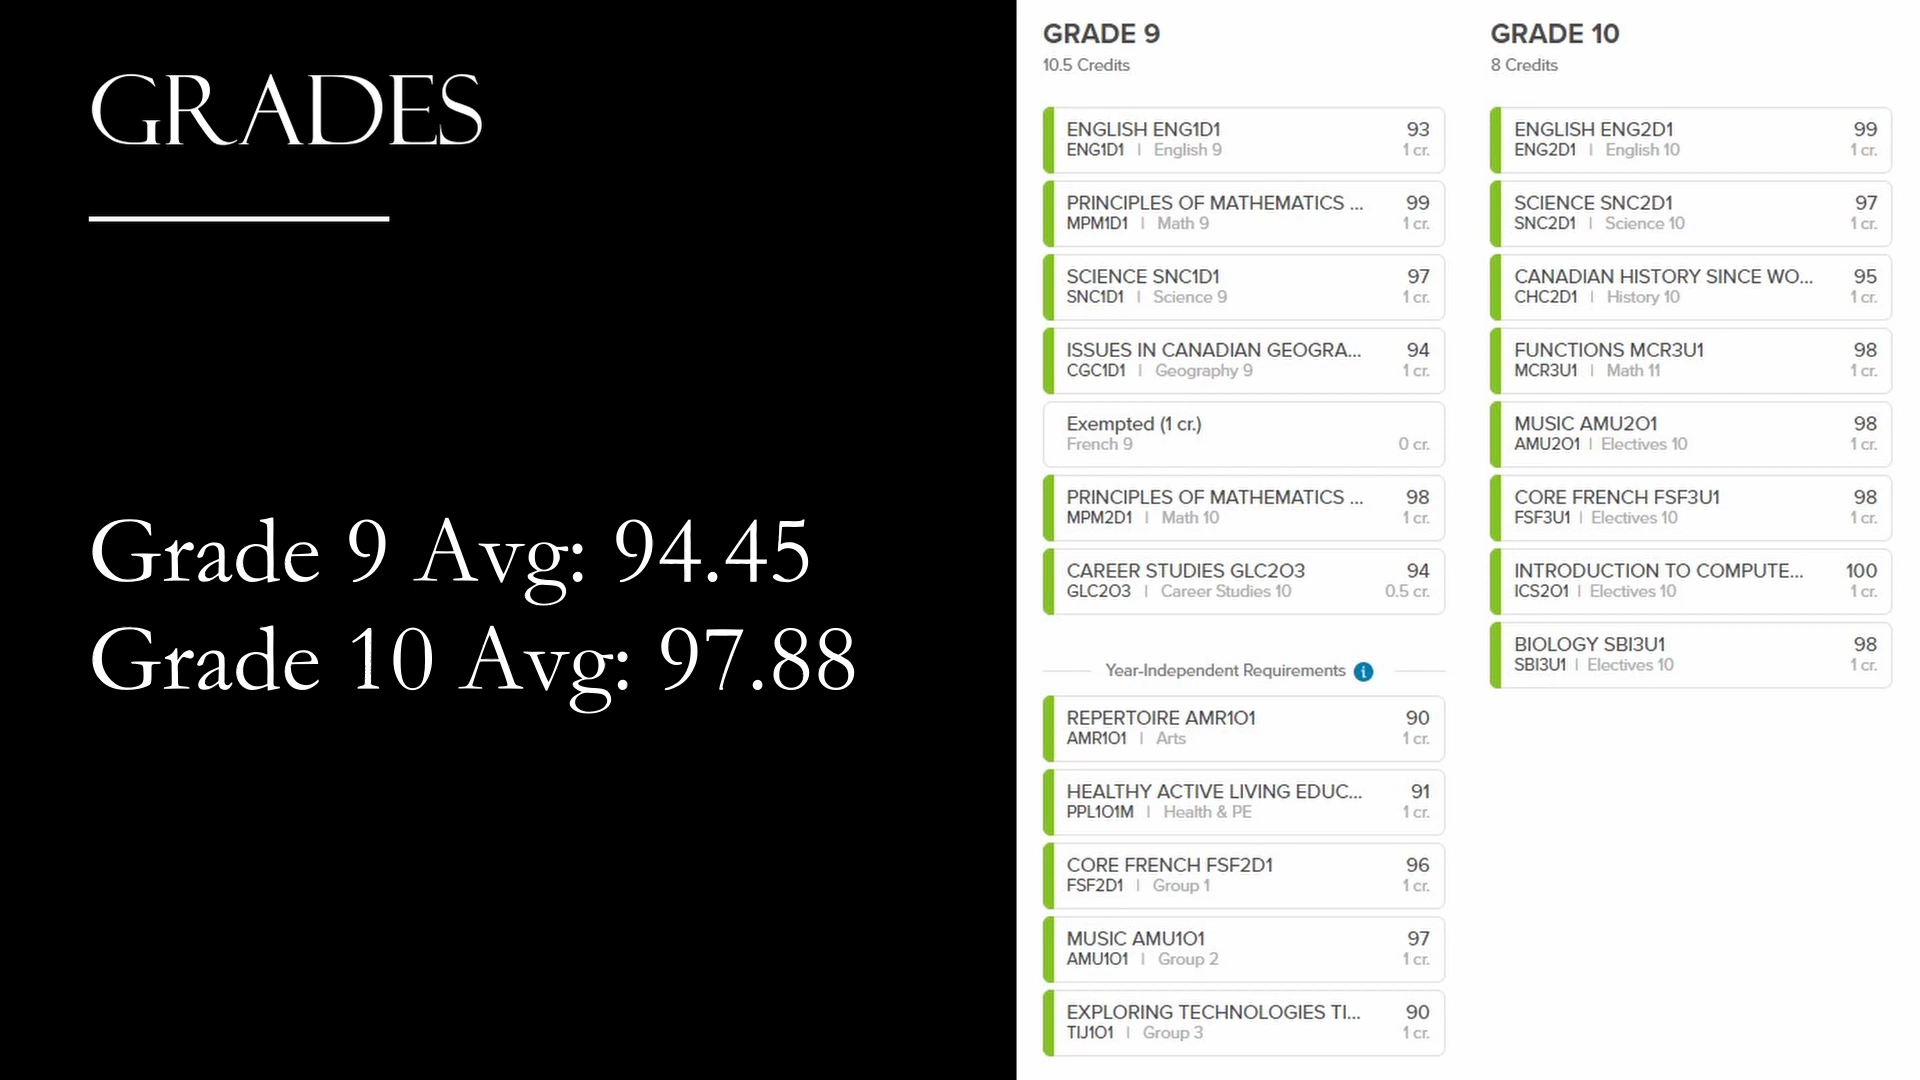 GRADES
Grade 9 Avg: 94.45
Grade 10 Avg: 97.88
GRADE 9
10.5 Credits
ENGLISH ENG1D1 93
ENG1D1 | English 9 1 cr.
PRINCIPLES OF MATHEMATICS ... 99
MPM1D1 | Math 9 1 cr.
SCIENCE SNC1D1 97
SNC1D1 | Science 9 1 cr.
ISSUES IN CANADIAN GEOGRA... 94
CGC1D1 | Geography 9 1 cr.
Exempted (1 cr.)
French 9 0 cr.
PRINCIPLES OF MATHEMATICS ... 98
MPM2D1 | Math 10 1 cr.
CAREER STUDIES GLC2O3 94
GLC2O3 | Career Studies 10 0.5 cr.
Year-Independent Requirements i
REPERTOIRE AMR1O1 90
AMR1O1 | Arts 1 cr.
HEALTHY ACTIVE LIVING EDUC... 91
PPL1O1M | Health & PE 1 cr.
CORE FRENCH FSF2D1 96
FSF2D1 | Group 1 1 cr.
MUSIC AMU1O1 97
AMU1O1 | Group 2 1 cr.
EXPLORING TECHNOLOGIES TI... 90
TIJ1O1 | Group 3 1 cr.
GRADE 10
8 Credits
ENGLISH ENG2D1 99
ENG2D1 | English 10 1 cr.
SCIENCE SNC2D1 97
SNC2D1 | Science 10 1 cr.
CANADIAN HISTORY SINCE WO... 95
CHC2D1 | History 10 1 cr.
FUNCTIONS MCR3U1 98
MCR3U1 | Math 11 1 cr.
MUSIC AMU2O1 98
AMU2O1 | Electives 10 1 cr.
CORE FRENCH FSF3U1 98
FSF3U1 | Electives 10 1 cr.
INTRODUCTION TO COMPUTE... 100
ICS2O1 | Electives 10 1 cr.
BIOLOGY SBI3U1 98
SBI3U1 | Electives 10 1 cr.